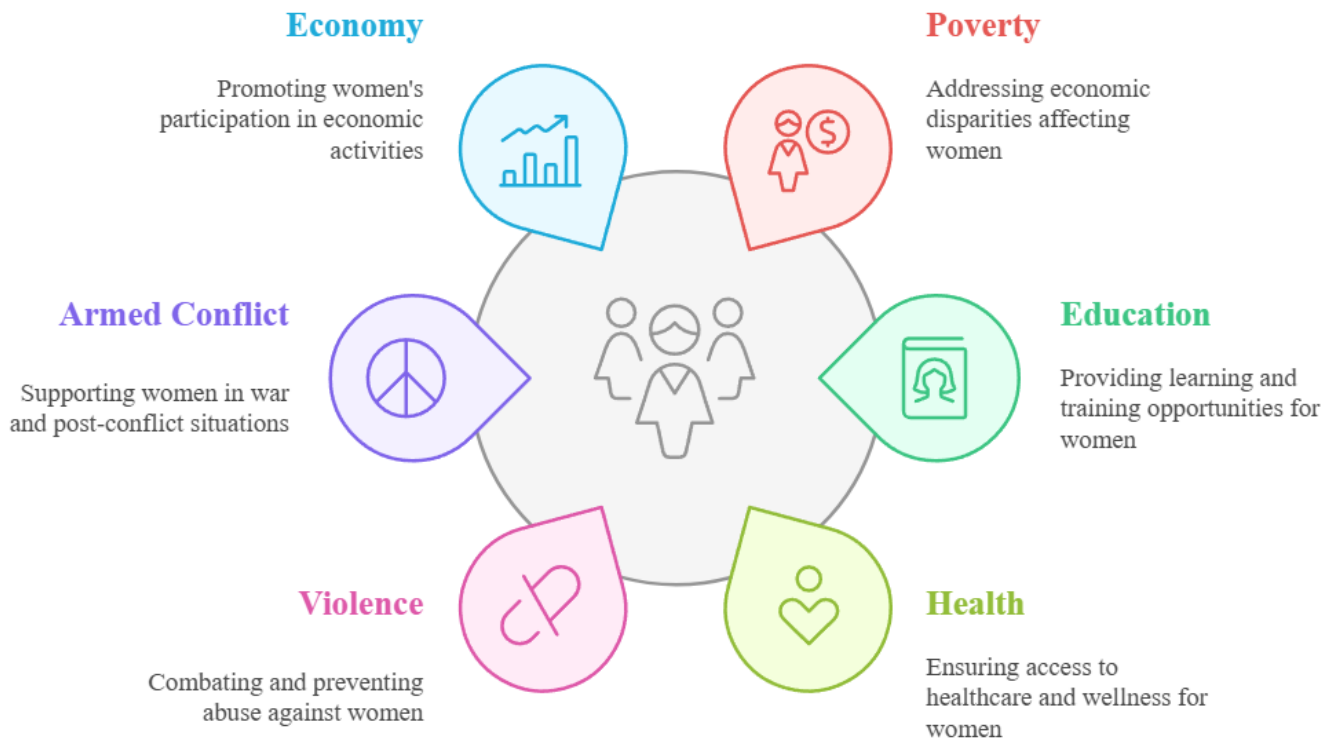 Economy
Promoting women's
participation in economic
activities
Poverty
Addressing economic
disparities affecting
women
$
Armed Conflict
Supporting women in war
and post-conflict situations
Education
Providing learning and
training opportunities for
women
Violence
Combating and preventing
abuse against women
Health
Ensuring access to
healthcare and wellness for
women